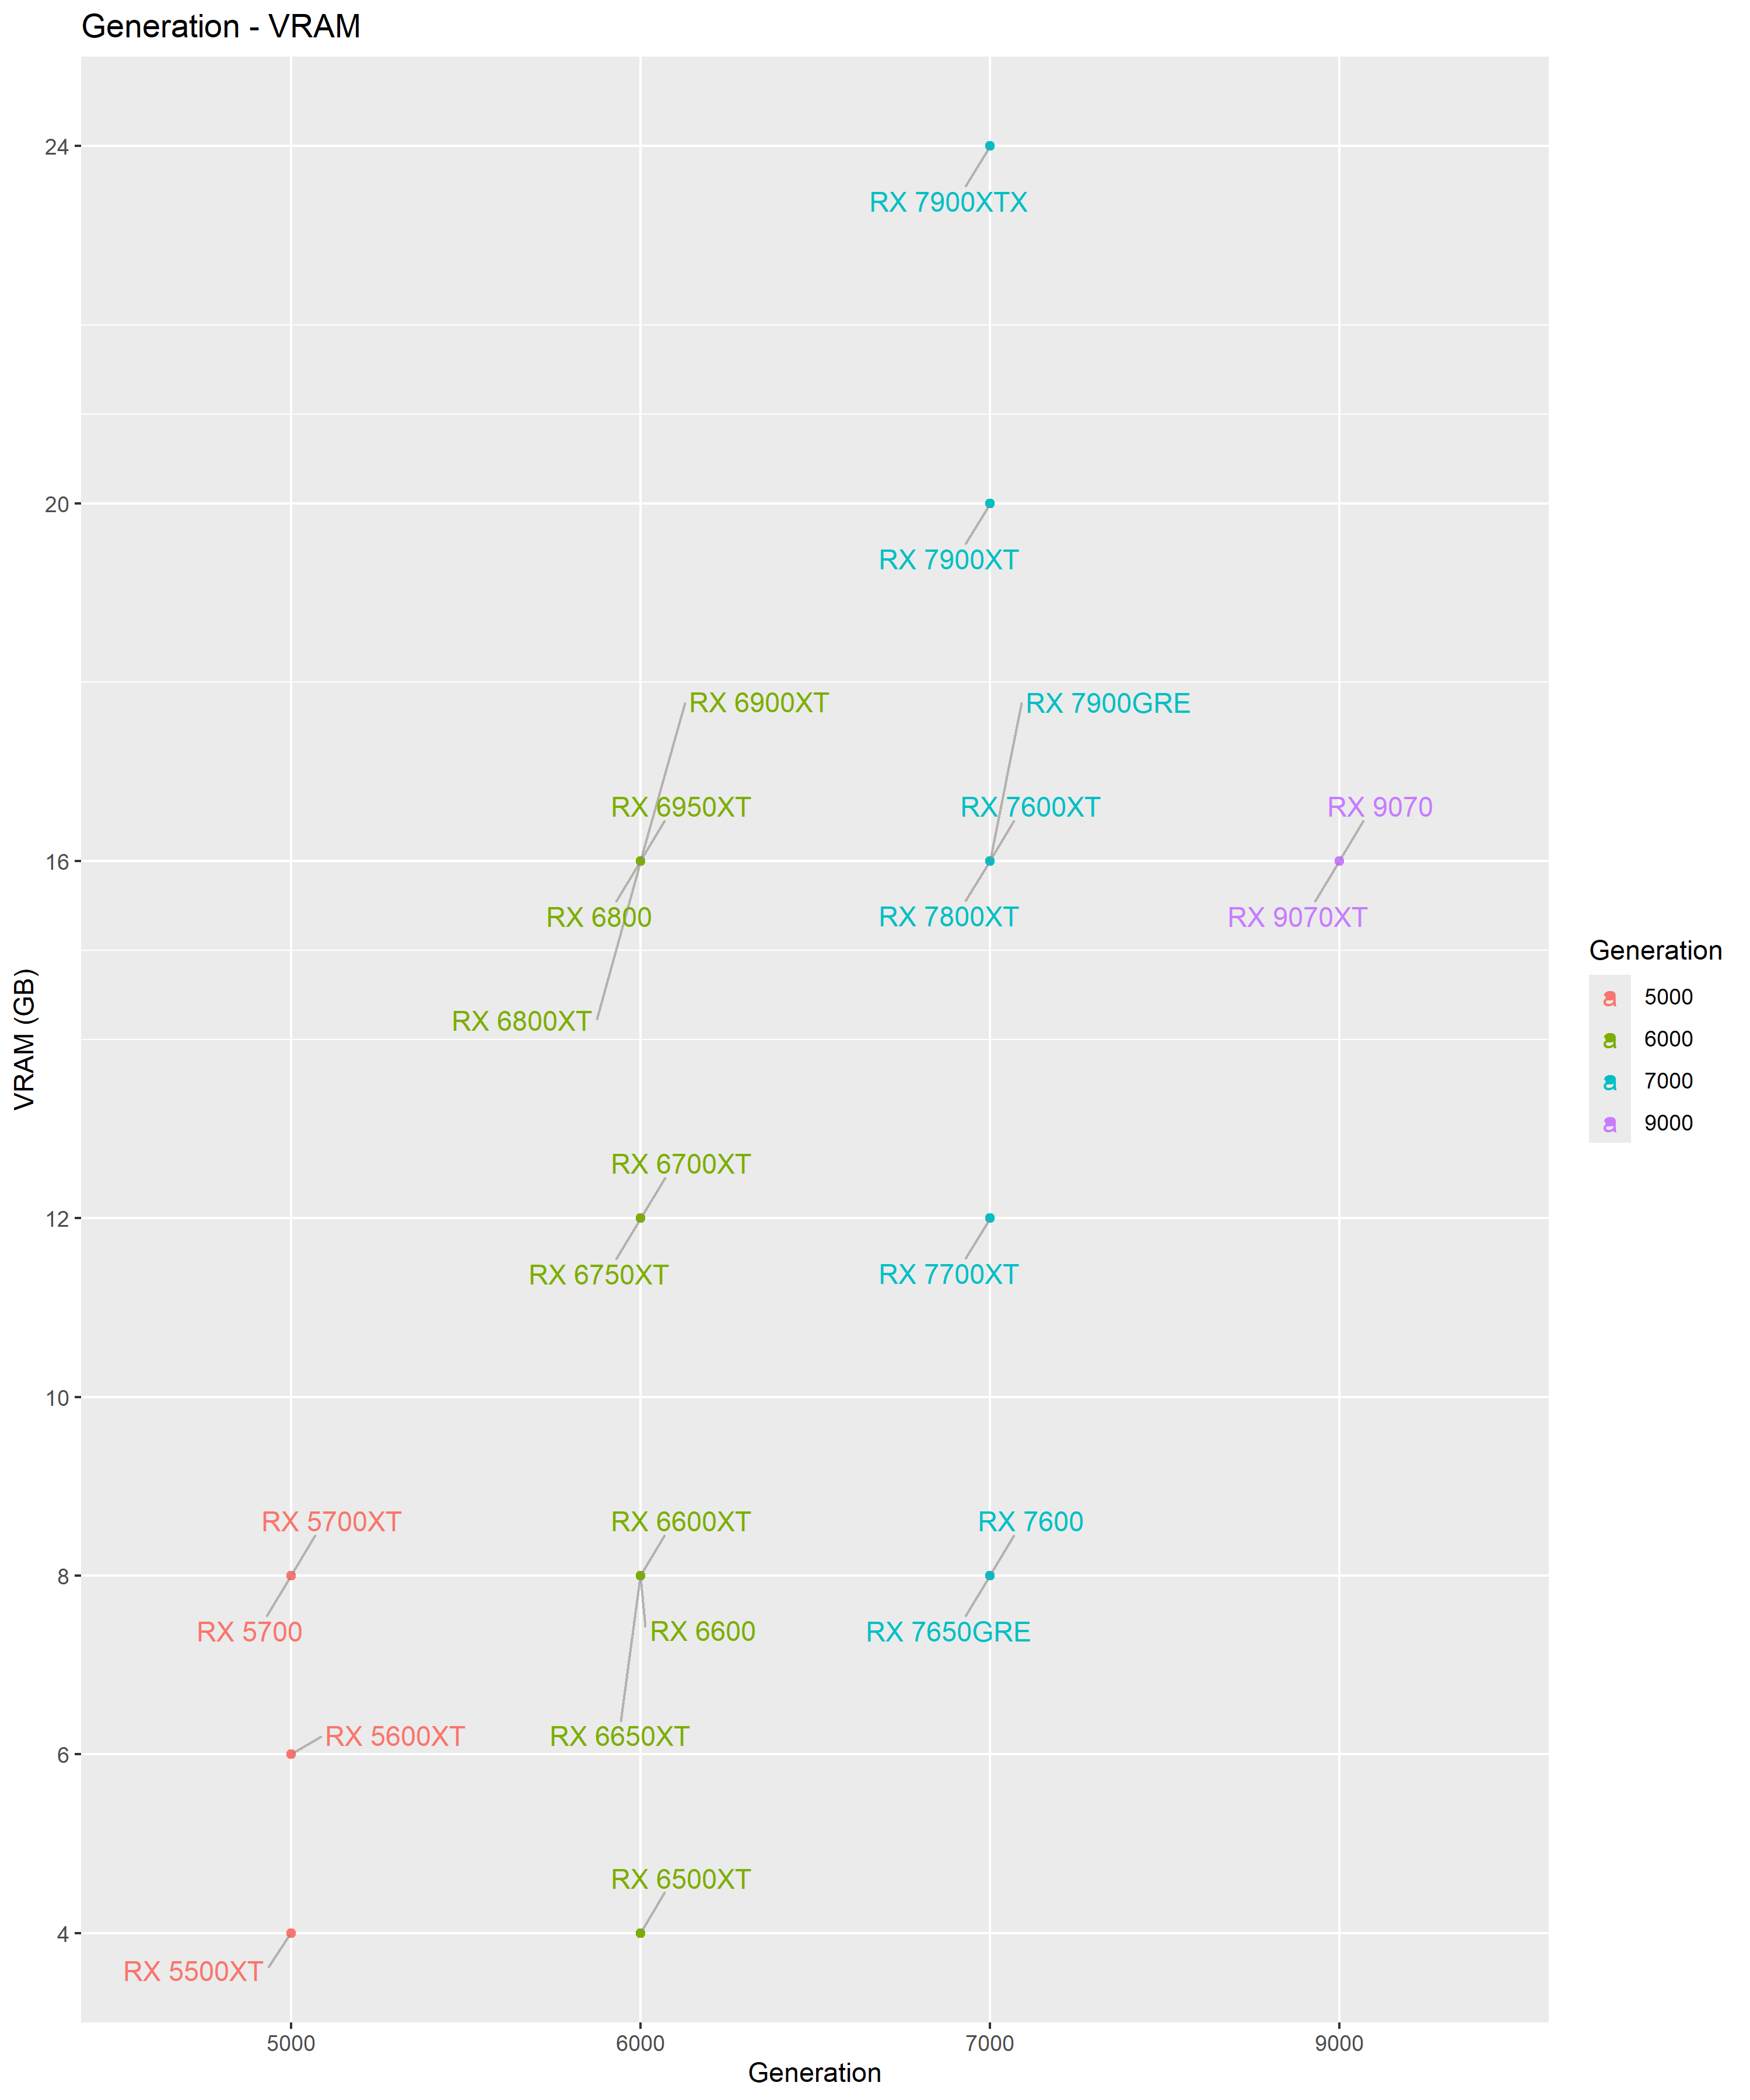 Generation - VRAM
24
RX 7900XTX
20
RX 7900XT
RX 6900XT
RX 7900GRE
RX 6950XT
RX 7600XT
RX 9070
16
RX 6800
RX 7800XT
RX 9070XT
RX 6800XT
VRAM (GB)
RX 6700XT
12
RX 6750XT
RX 7700XT
10
RX 5700XT
RX 6600XT
RX 7600
8
RX 5700
RX 6600
RX 7650GRE
RX 5600XT
RX 6650XT
6
RX 6500XT
4
RX 5500XT
5000
6000
7000
9000
Generation
Generation
a 5000
a 6000
a 7000
a 9000